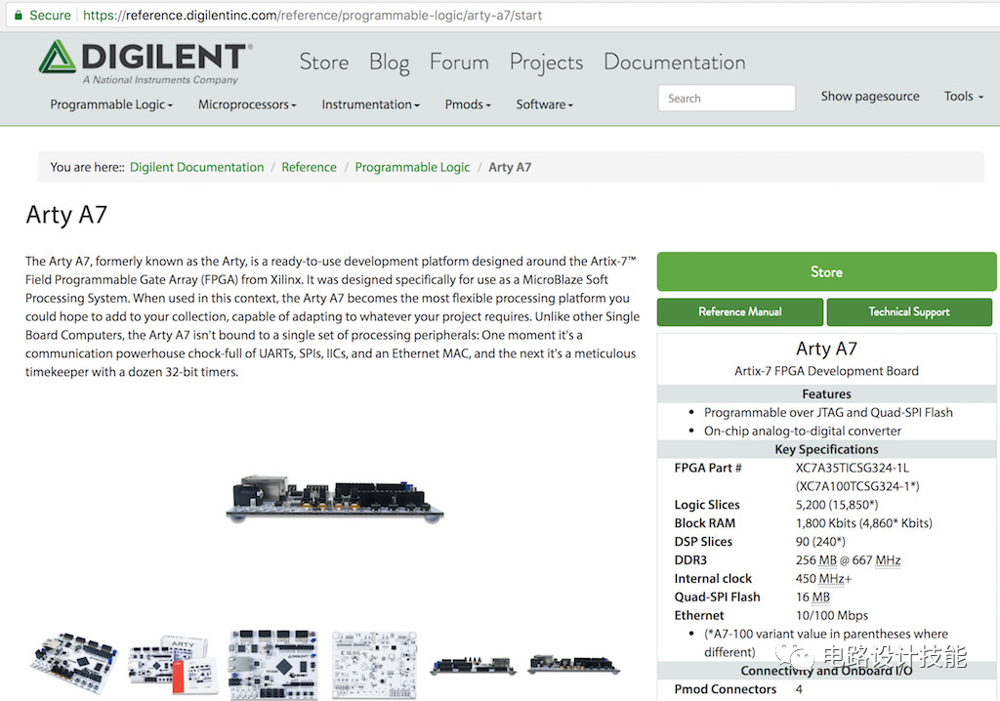 Secure https://reference.digilentinc.com/reference/programmable-logic/arty-a7/start
DIGILENT®
A National Instruments Company
Store Blog Forum Projects Documentation
Programmable Logic Microprocessors Instrumentation Pmods Software
Search
Show pagesource Tools
You are here:: Digilent Documentation / Reference / Programmable Logic / Arty A7
Arty A7
The Arty A7, formerly known as the Arty, is a ready-to-use development platform designed around the Artix-7™
Field Programmable Gate Array (FPGA) from Xilinx. It was designed specifically for use as a MicroBlaze Soft
Processing System. When used in this context, the Arty A7 becomes the most flexible processing platform you
could hope to add to your collection, capable of adapting to whatever your project requires. Unlike other Single
Board Computers, the Arty A7 isn't bound to a single set of processing peripherals: One moment it's a
communication powerhouse chock-full of UARTs, SPIs, IICs, and an Ethernet MAC, and the next it's a meticulous
timekeeper with a dozen 32-bit timers.
ARTY
Store
Reference Manual Technical Support
Arty A7
Artix-7 FPGA Development Board
Features
• Programmable over JTAG and Quad-SPI Flash
• On-chip analog-to-digital converter
Key Specifications
FPGA Part # XC7A35TICSG324-1L
(XC7A100TCSG324-1*)
Logic Slices 5,200 (15,850*)
Block RAM 1,800 Kbits (4,860* Kbits)
DSP Slices 90 (240*)
DDR3 256 MB @ 667 MHz
Internal clock 450 MHz+
Quad-SPI Flash 16 MB
Ethernet 10/100 Mbps
• (*A7-100 variant value in parentheses where
different)
电路设计技能
Connectivity and Onboard I/O
Pmod Connectors 4